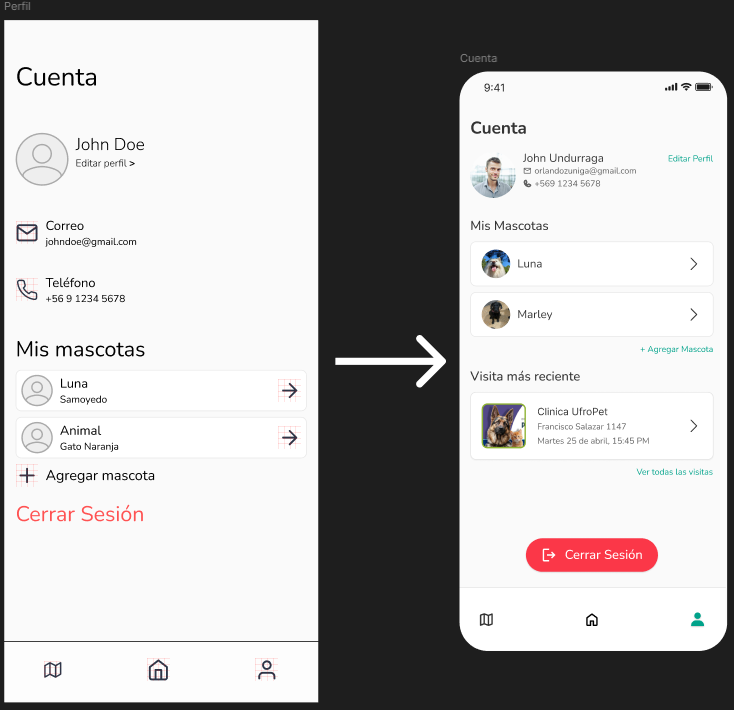 Perfil
Cuenta
John Doe
Editar perfil >
Correo
johndoe@gmail.com
Teléfono
+56 9 1234 5678
Mis mascotas
Luna
Samoyedo
Animal
Gato Naranja
Agregar mascota
Cerrar Sesión
Cuenta
9:41
Cuenta
John Undurraga
Editar Perfil
orlandozuniga@gmail.com
+569 1234 5678
Mis Mascotas
Luna
Marley
+ Agregar Mascota
Visita más reciente
Clinica UfroPet
Francisco Salazar 1147
Martes 25 de abril, 15:45 PM
Ver todas las visitas
Cerrar Sesión